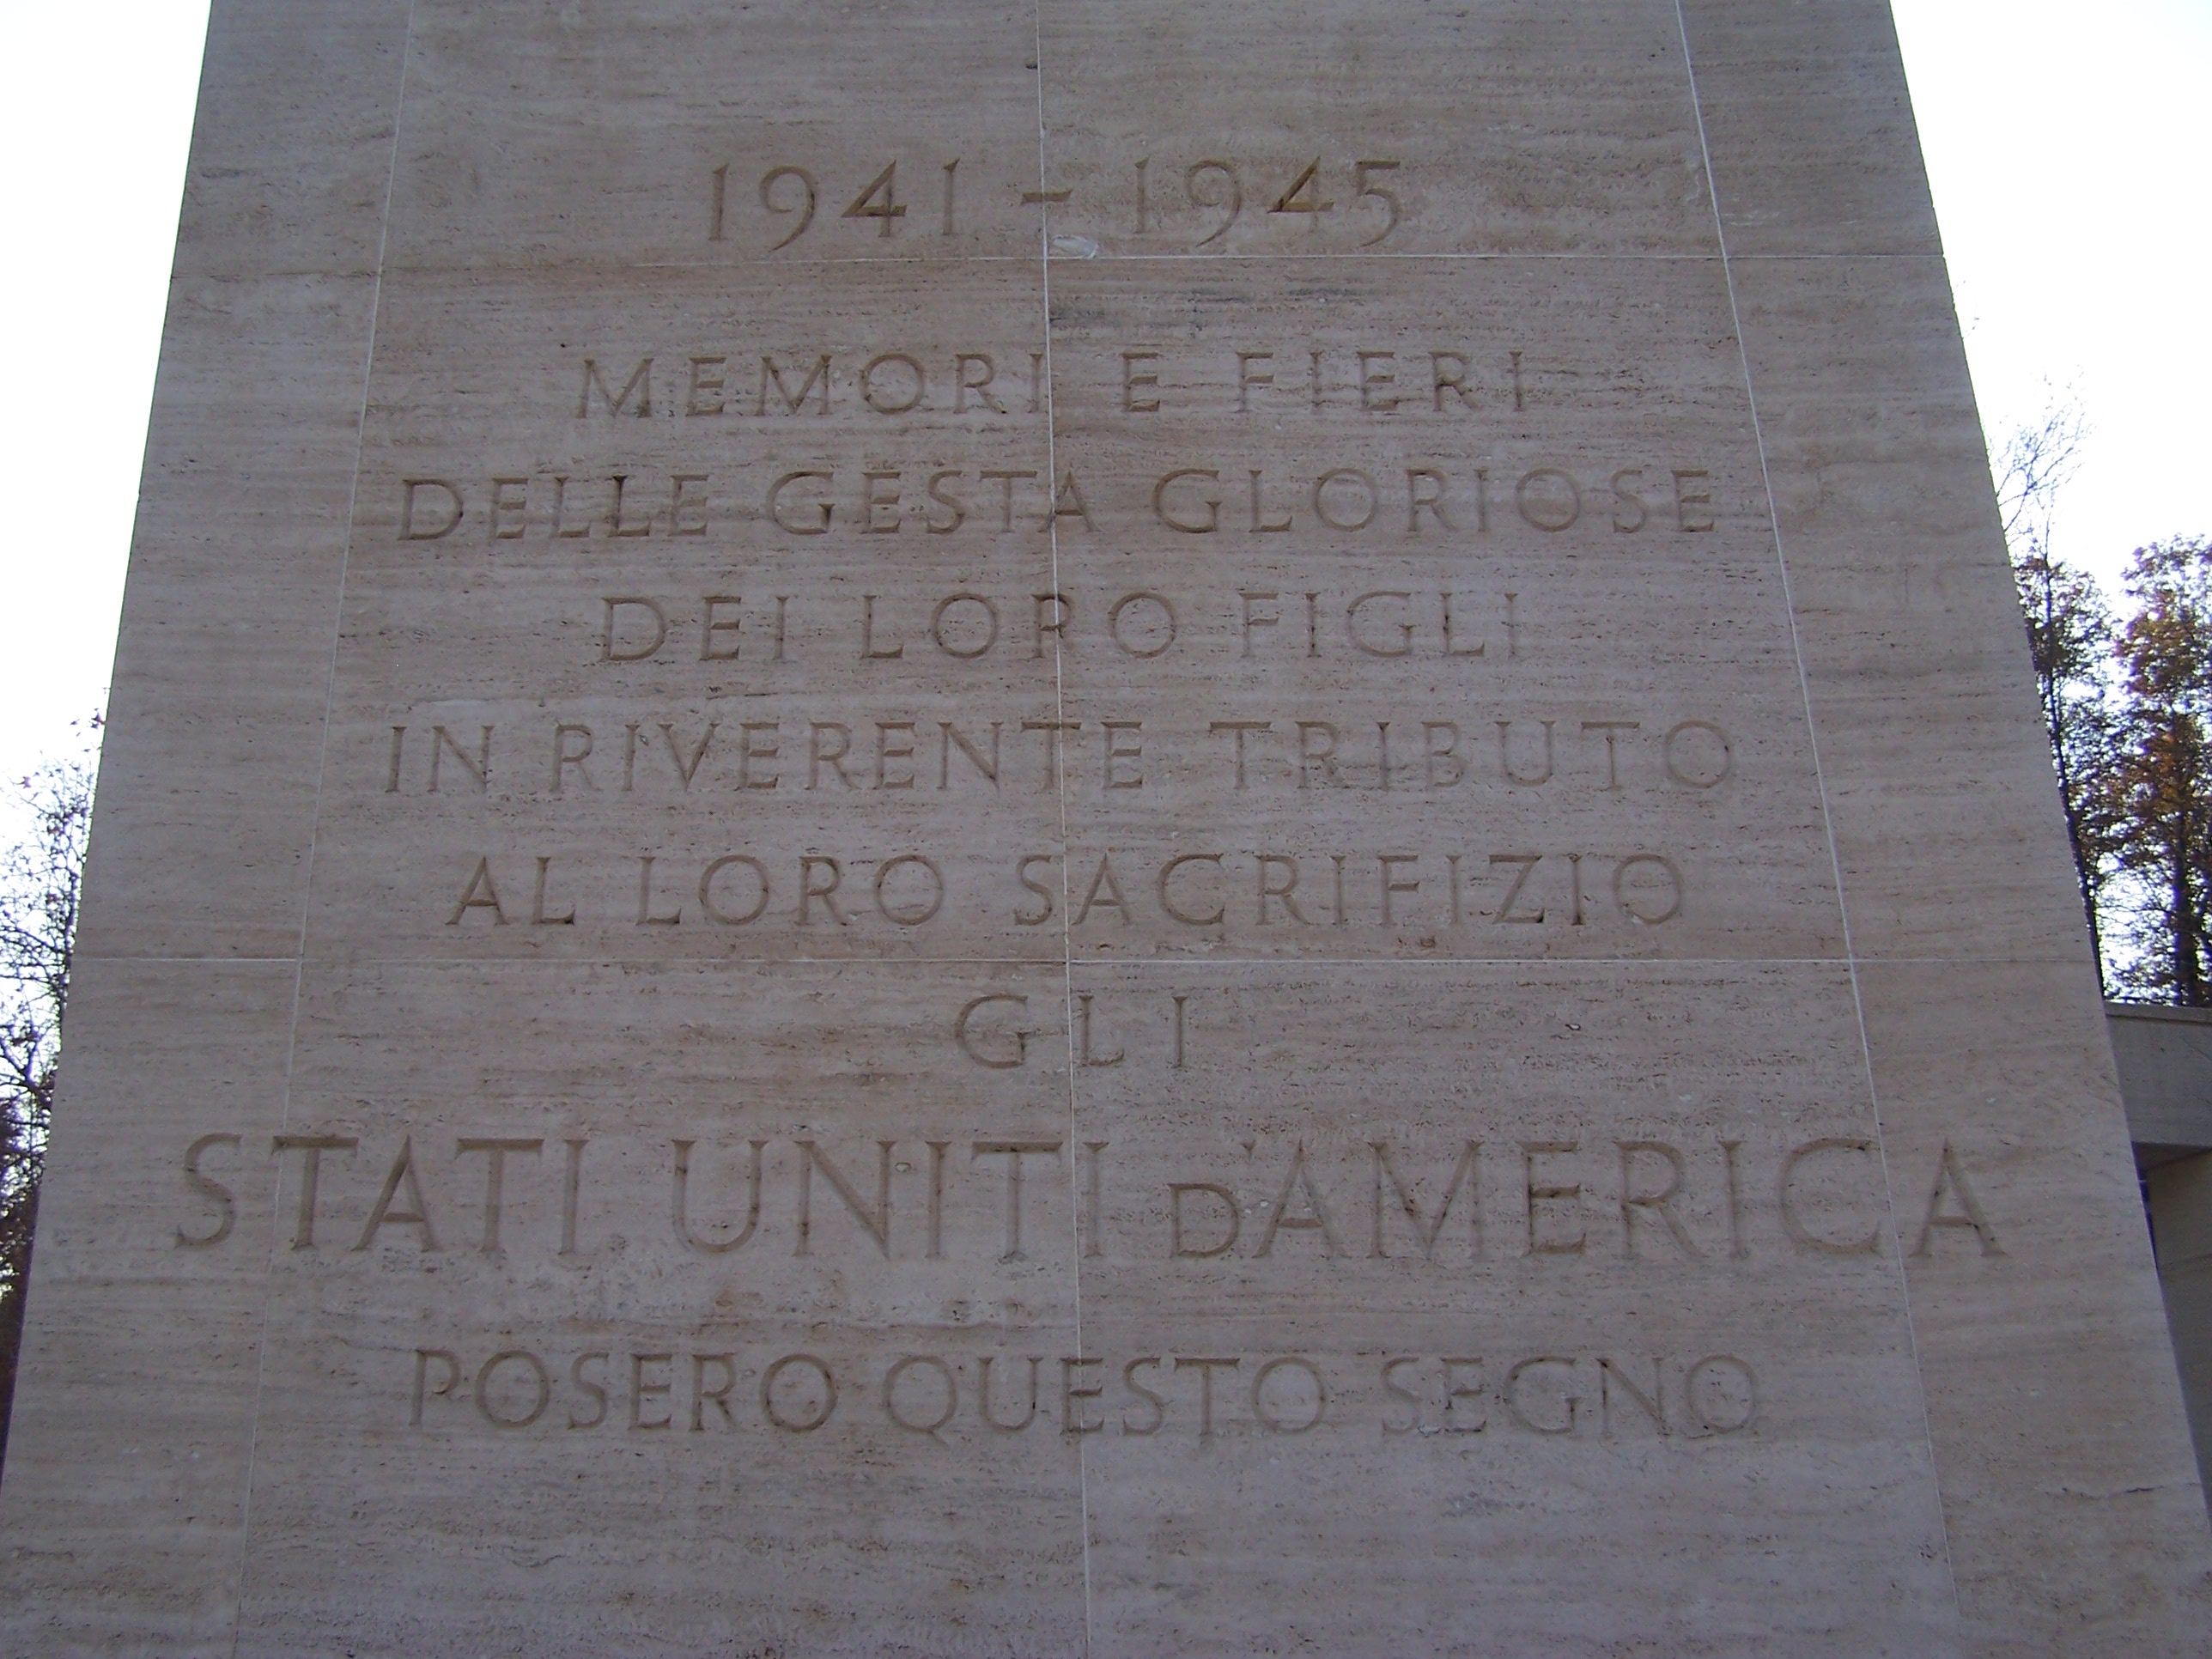 1941 - 1945
MEMORI E FIERI
DELLE GESTA GLORIOSE
DEI LORO FIGLI
IN RIVERENTE TRIBUTO
AL LORO SACRIFIZIO
GLI
STATI UNITI D'AMERICA
POSERO QUESTO SEGNO